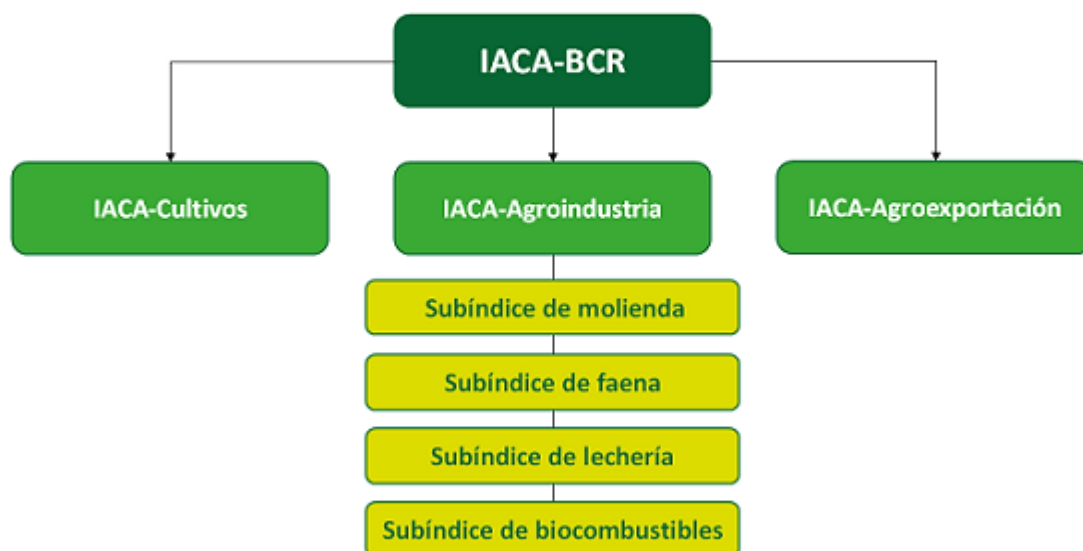 IACA-BCR
IACA-Cultivos
IACA-Agroindustria
IACA-Agroexportación
Subíndice de molienda
Subíndice de faena
Subíndice de lechería
Subíndice de biocombustibles